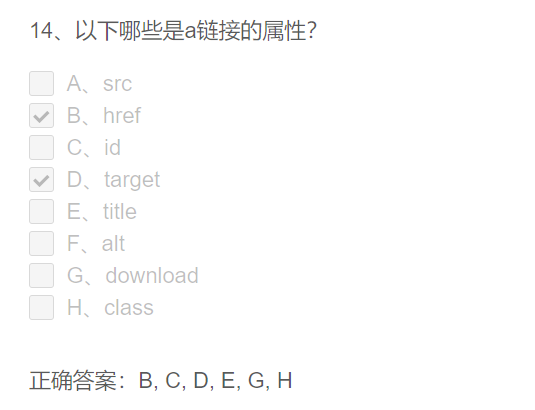 14、以下哪些是a链接的属性?
A、src
B、href
C、id
D、target
E、title
F、alt
G、download
H、class
正确答案：B, C, D, E, G, H